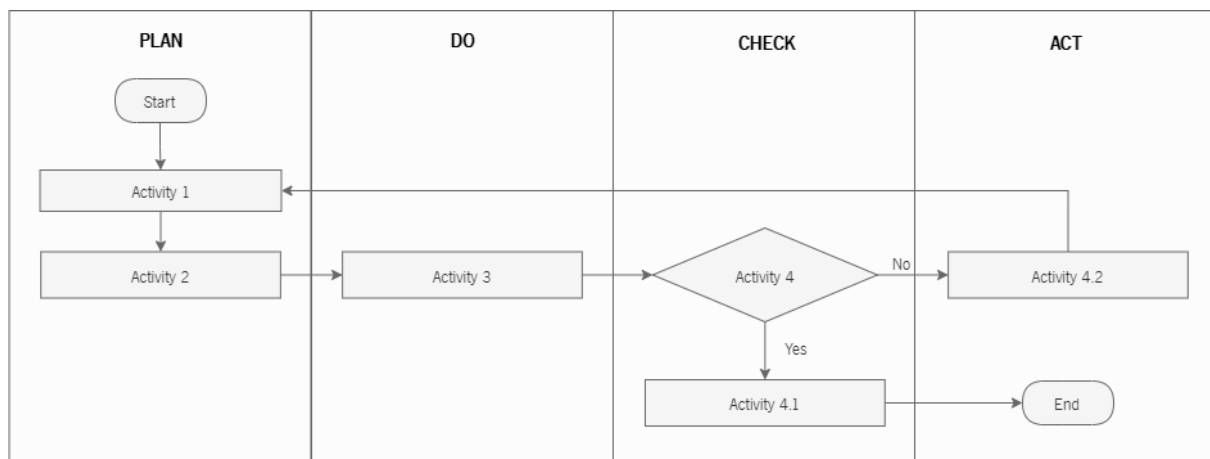 PLAN
DO
CHECK
ACT
Start
Activity 1
Activity 2
Activity 3
Activity 4
No
Activity 4.2
Yes
Activity 4.1
End